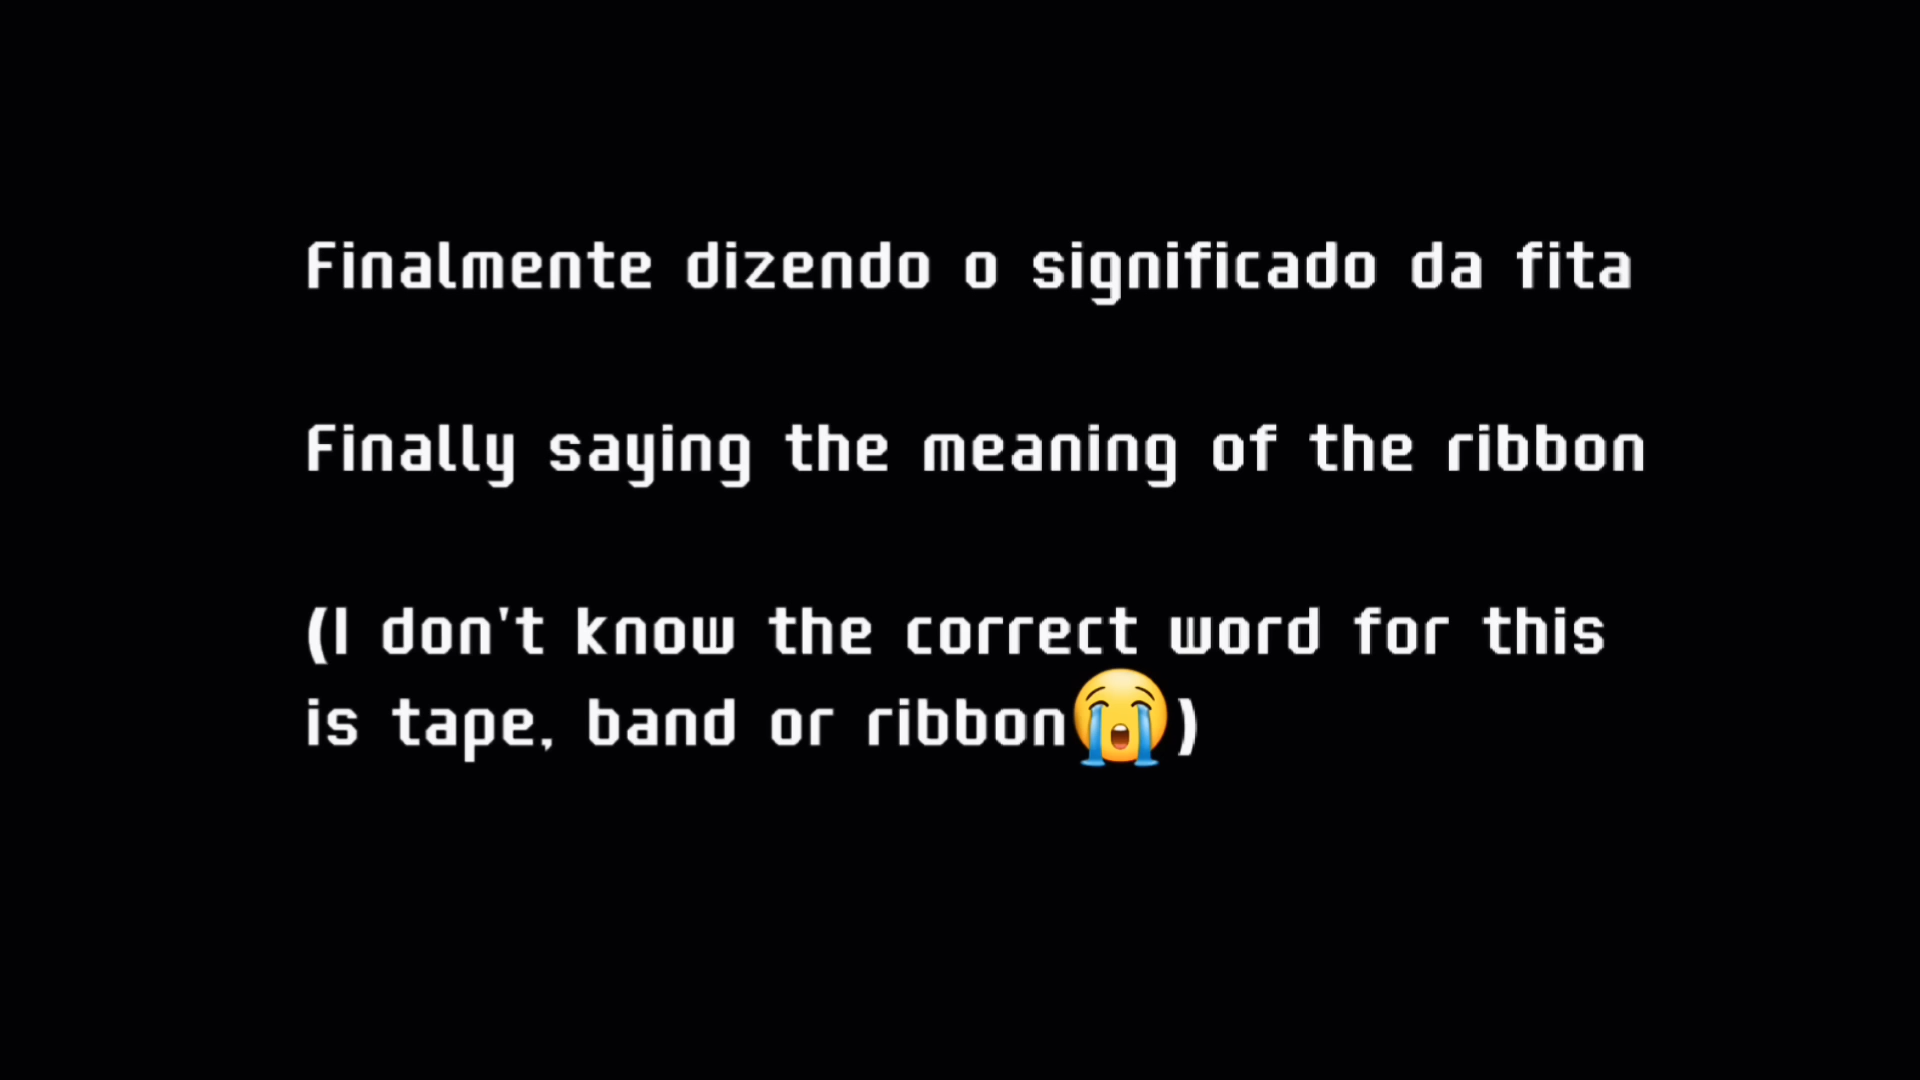 Finalmente dizendo o significado da fita
Finally saying the meaning of the ribbon
(I don't know the correct word for this
is tape, band or ribbon😭)